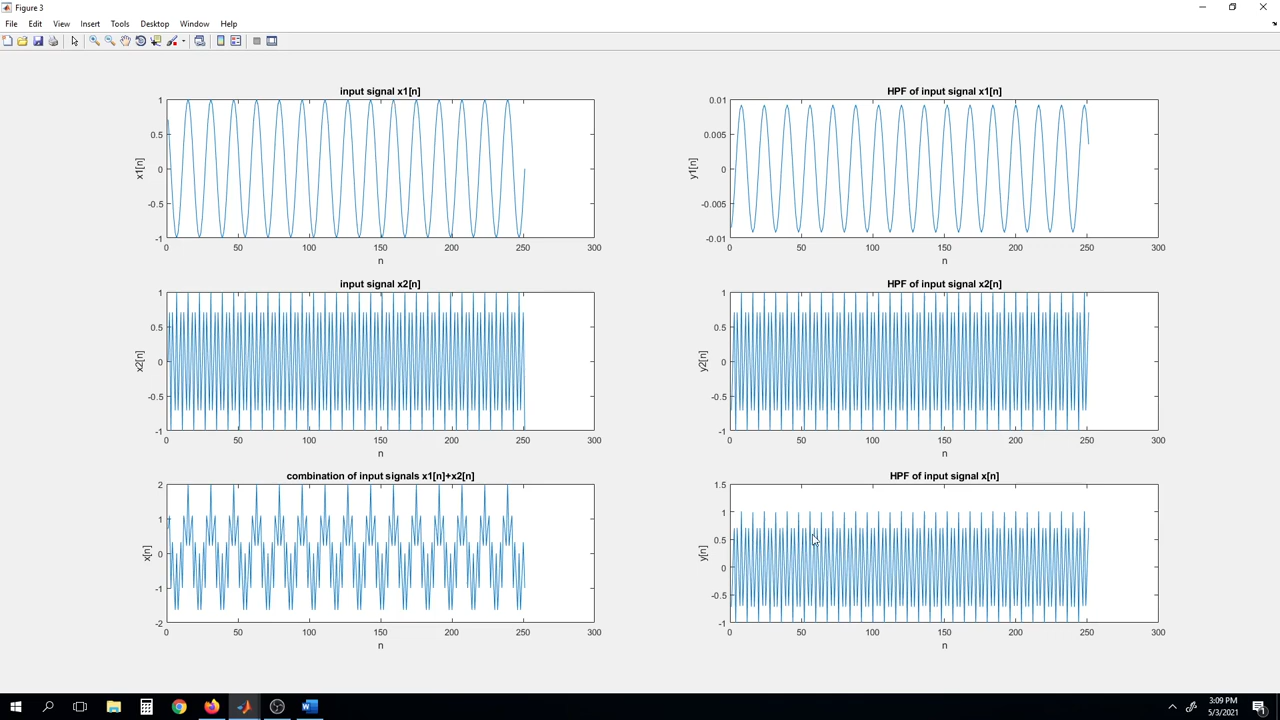 Figure 3
File Edit View Insert Tools Desktop Window Help
input signal x1[n]
1
0.5
0
-0.5
-1
x1[n]
0 50 100 150 200 250 300
n
HPF of input signal x1[n]
0.01
0.005
0
-0.005
-0.01
y1[n]
0 50 100 150 200 250 300
n
input signal x2[n]
1
0.5
0
-0.5
-1
x2[n]
0 50 100 150 200 250 300
n
HPF of input signal x2[n]
1
0.5
0
-0.5
-1
y2[n]
0 50 100 150 200 250 300
n
combination of input signals x1[n]+x2[n]
2
1
0
-1
-2
x[n]
0 50 100 150 200 250 300
n
HPF of input signal x[n]
1.5
1
0.5
0
-0.5
-1
y[n]
0 50 100 150 200 250 300
n
3:09 PM
5/3/2021